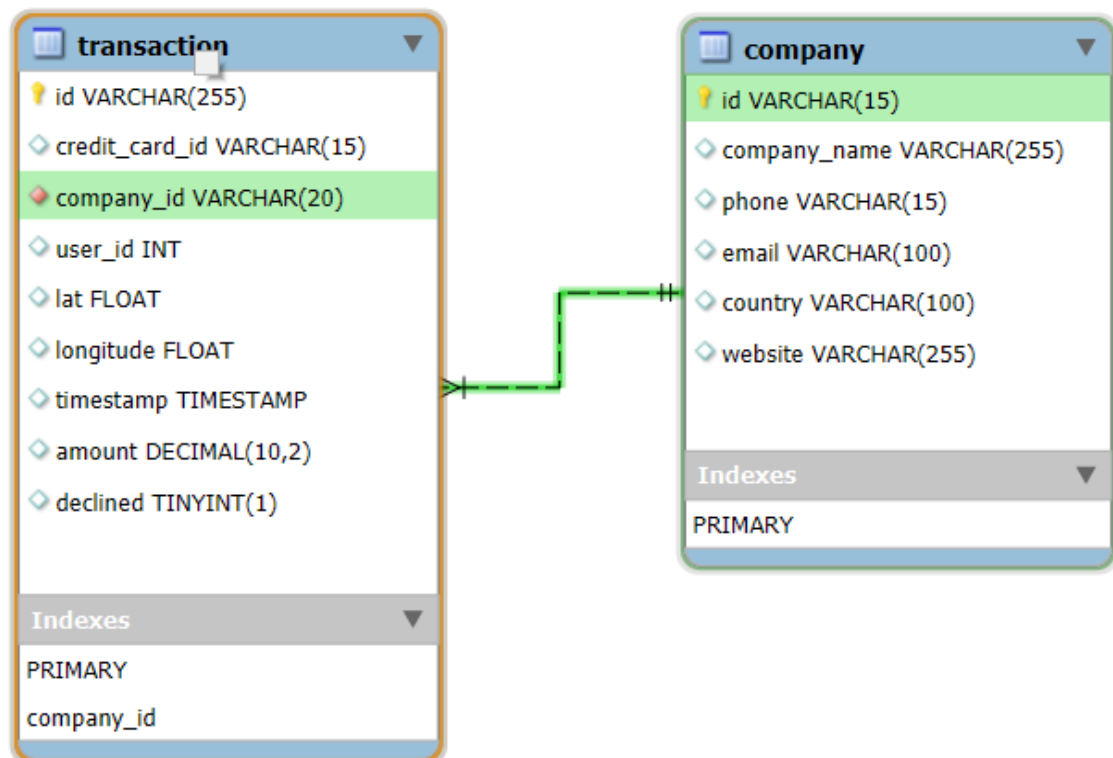 transaction
id VARCHAR(255)
credit_card_id VARCHAR(15)
company_id VARCHAR(20)
user_id INT
lat FLOAT
longitude FLOAT
timestamp TIMESTAMP
amount DECIMAL(10,2)
declined TINYINT(1)
Indexes
PRIMARY
company_id
company
id VARCHAR(15)
company_name VARCHAR(255)
phone VARCHAR(15)
email VARCHAR(100)
country VARCHAR(100)
website VARCHAR(255)
Indexes
PRIMARY